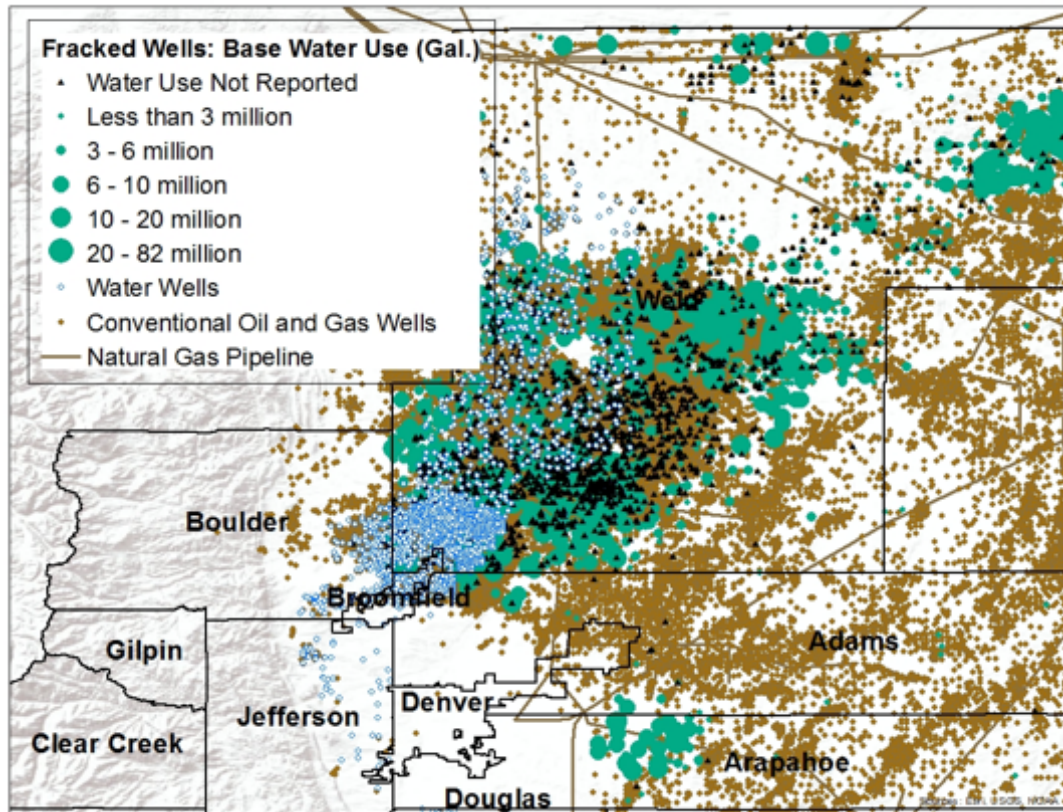 Fracked Wells: Base Water Use (Gal.)
Water Use Not Reported
Less than 3 million
3 - 6 million
6 - 10 million
10 - 20 million
20 - 82 million
Water Wells
Conventional Oil and Gas Wells
Natural Gas Pipeline
Weld
Boulder
Broomfield
Gilpin
Adams
Jefferson
Denver
Clear Creek
Arapahoe
Douglas